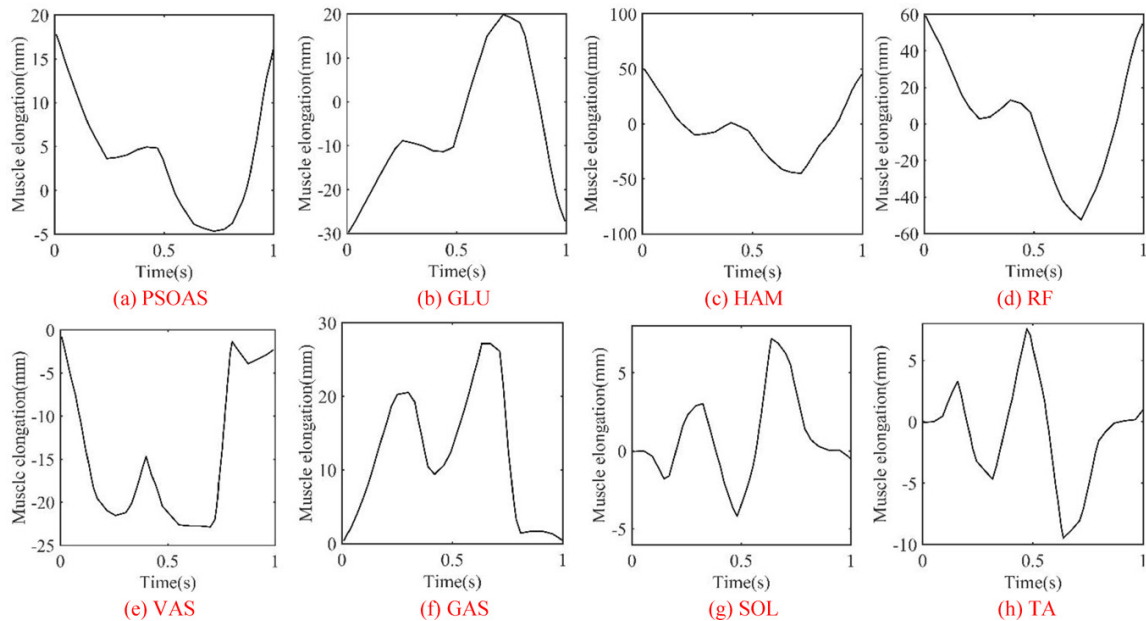 Muscle elongation(mm)
20
15
10
5
0
-5
0
0.5
1
Time(s)
(a) PSOAS
Muscle elongation(mm)
20
10
0
-10
-20
-30
0
0.5
1
Time(s)
(b) GLU
Muscle elongation(mm)
100
50
0
-50
-100
0
0.5
1
Time(s)
(c) HAM
Muscle elongation(mm)
60
40
20
0
-20
-40
-60
0
0.5
1
Time(s)
(d) RF
Musclc clongation(mm)
0
-5
-10
-15
-20
-25
0
0.5
1
Time(s)
(e) VAS
Muscle elongation(mm)
30
20
10
0
0
0.5
1
Time(s)
(f) GAS
Muscle elongation(mm)
5
0
-5
0
0.5
1
Time(s)
(g) SOL
Muscle elongation(mm)
5
0
-5
-10
0
0.5
1
Time(s)
(h) TA